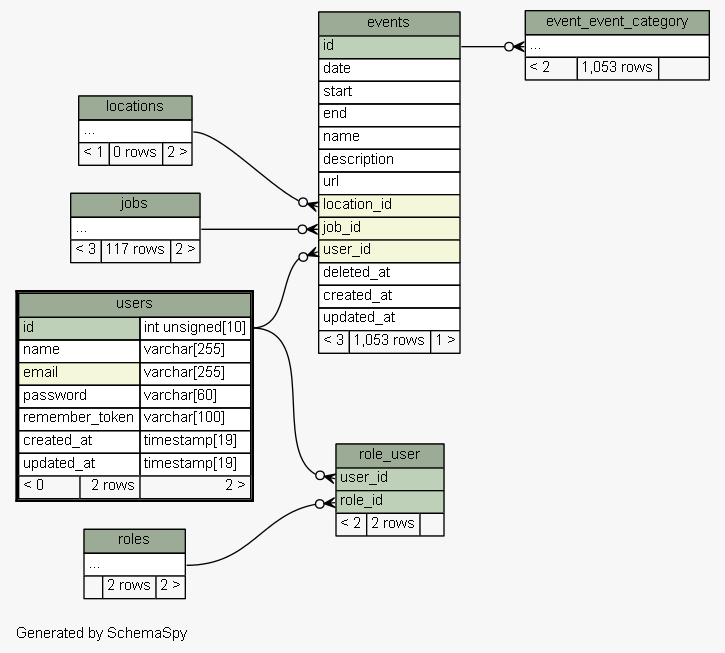 events
id
date
start
end
name
description
url
location_id
job_id
user_id
deleted_at
created_at
updated_at
< 3 1,053 rows 1 >
event_event_category
...
< 2 1,053 rows
locations
...
< 1 0 rows 2 >
jobs
...
< 3 117 rows 2 >
users
id int unsigned[10]
name varchar[255]
email varchar[255]
password varchar[60]
remember_token varchar[100]
created_at timestamp[19]
updated_at timestamp[19]
< 0 2 rows 2 >
role_user
user_id
role_id
< 2 2 rows
roles
...
2 rows 2 >
Generated by SchemaSpy